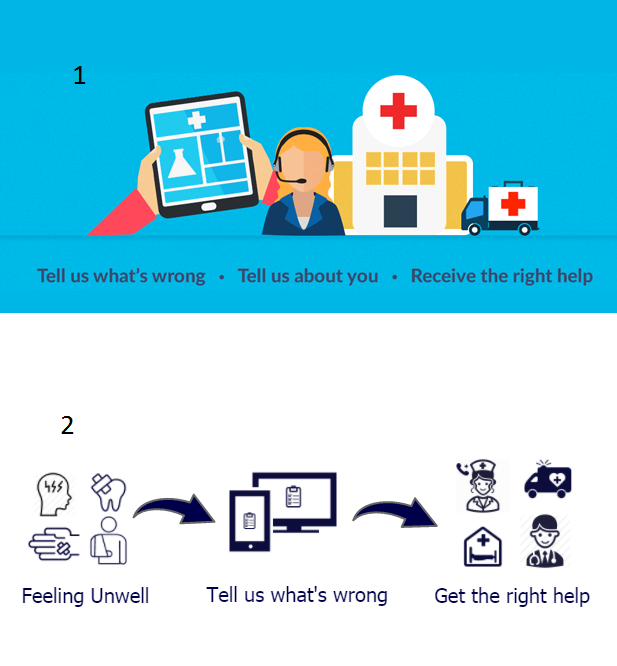 1
Tell us what's wrong • Tell us about you • Receive the right help
2
Feeling Unwell
Tell us what's wrong
Get the right help